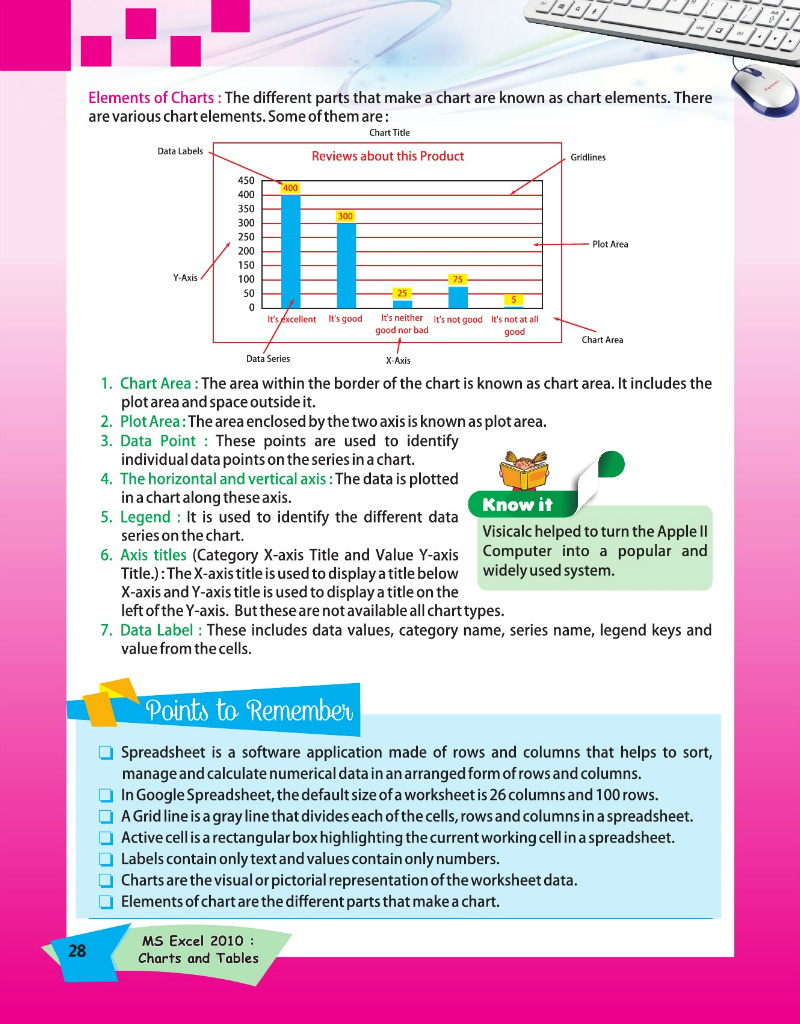 Elements of Charts : The different parts that make a chart are known as chart elements. There
are various chart elements. Some of them are :
Chart Title
Data Labels
Reviews about this Product
Gridlines
450
400
350
300
250
200
150
100
50
0
400
300
25
75
5
Plot Area
Y-Axis
It's excellent It's good It's neither good nor bad It's not good It's not at all good
Chart Area
Data Series
X-Axis
1. Chart Area : The area within the border of the chart is known as chart area. It includes the
plot area and space outside it.
2. Plot Area : The area enclosed by the two axis is known as plot area.
3. Data Point : These points are used to identify
individual data points on the series in a chart.
4. The horizontal and vertical axis : The data is plotted
in a chart along these axis.
5. Legend : It is used to identify the different data
series on the chart.
6. Axis titles (Category X-axis Title and Value Y-axis
Title.) : The X-axis title is used to display a title below
X-axis and Y-axis title is used to display a title on the
left of the Y-axis. But these are not available all chart types.
7. Data Label : These includes data values, category name, series name, legend keys and
value from the cells.
Know it
Visicalc helped to turn the Apple II
Computer into a popular and
widely used system.
Points to Remember
Spreadsheet is a software application made of rows and columns that helps to sort,
manage and calculate numerical data in an arranged form of rows and columns.
In Google Spreadsheet, the default size of a worksheet is 26 columns and 100 rows.
A Grid line is a gray line that divides each of the cells, rows and columns in a spreadsheet.
Active cell is a rectangular box highlighting the current working cell in a spreadsheet.
Labels contain only text and values contain only numbers.
Charts are the visual or pictorial representation of the worksheet data.
Elements of chart are the different parts that make a chart.
28
MS Excel 2010 :
Charts and Tables